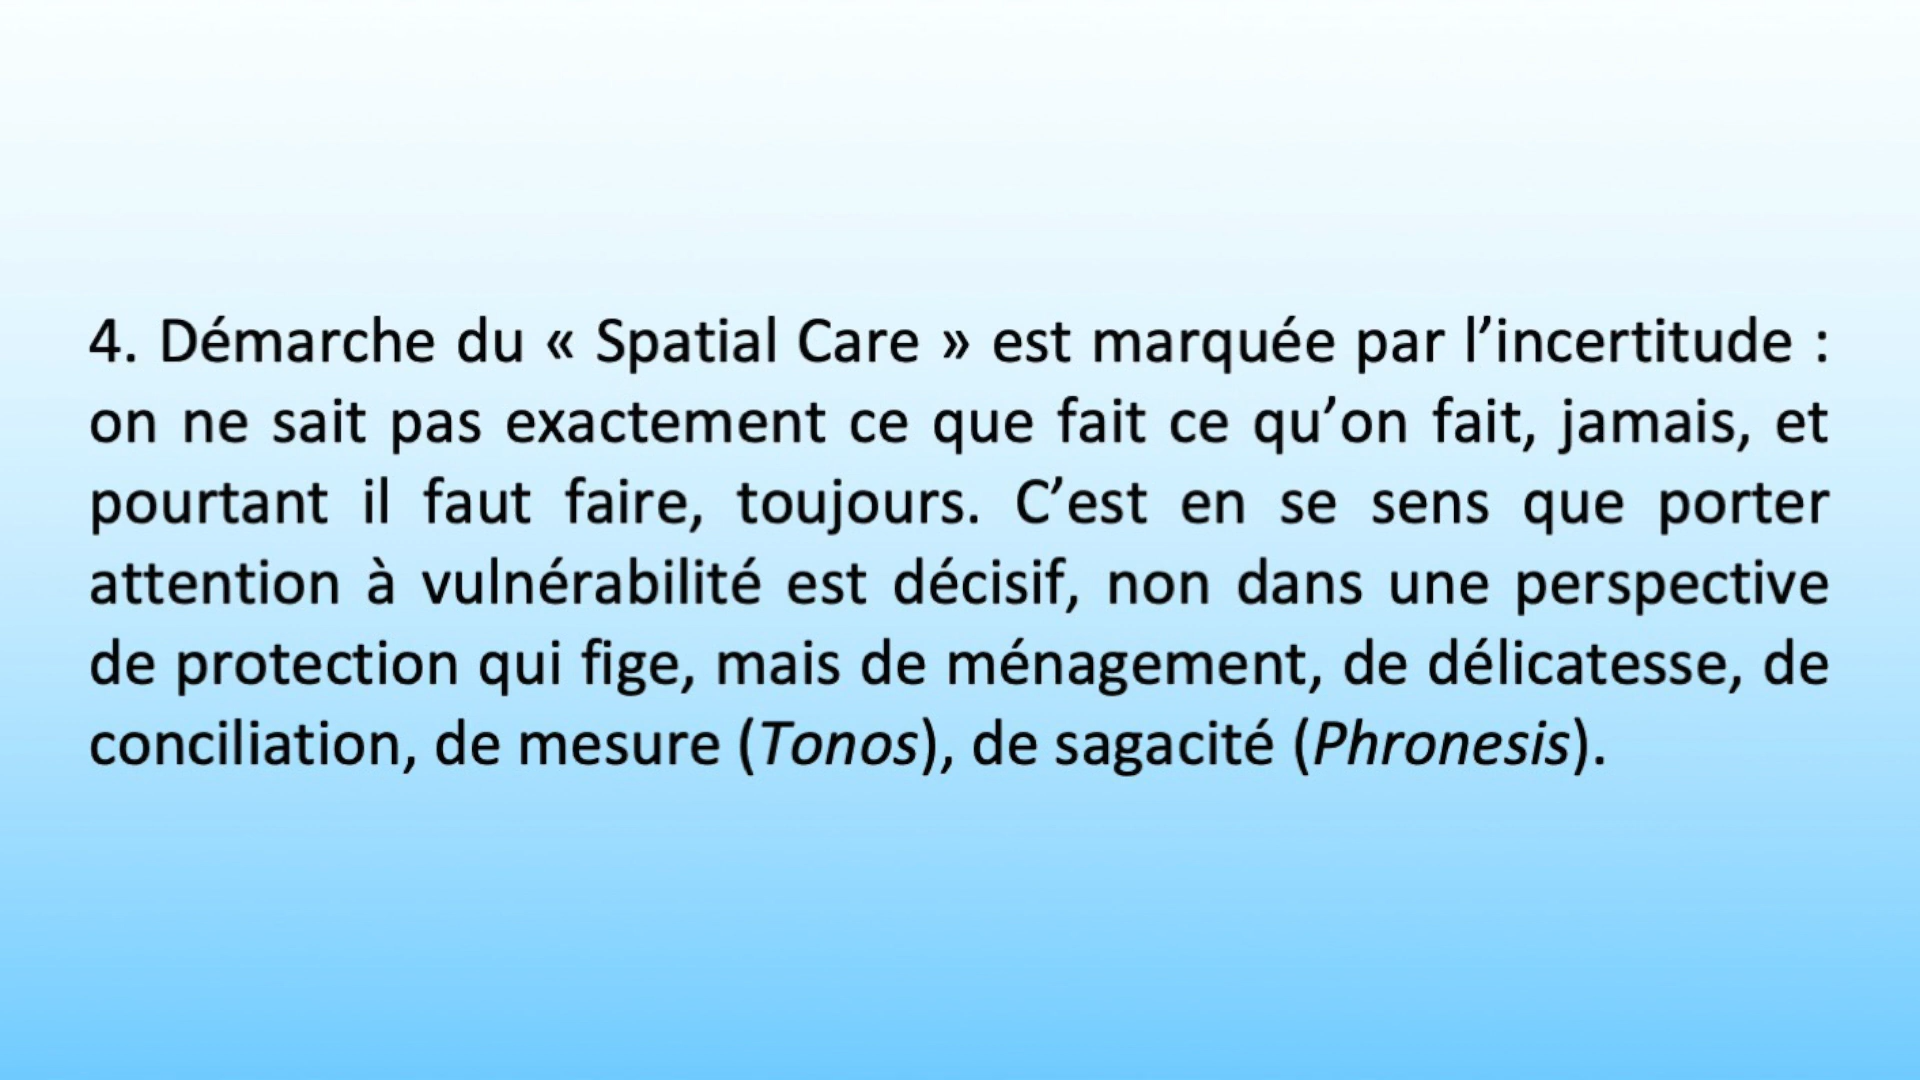 4. Démarche du « Spatial Care » est marquée par l’incertitude :
on ne sait pas exactement ce que fait ce qu’on fait, jamais, et
pourtant il faut faire, toujours. C’est en se sens que porter
attention à vulnérabilité est décisif, non dans une perspective
de protection qui fige, mais de ménagement, de délicatesse, de
conciliation, de mesure (Tonos), de sagacité (Phronesis).